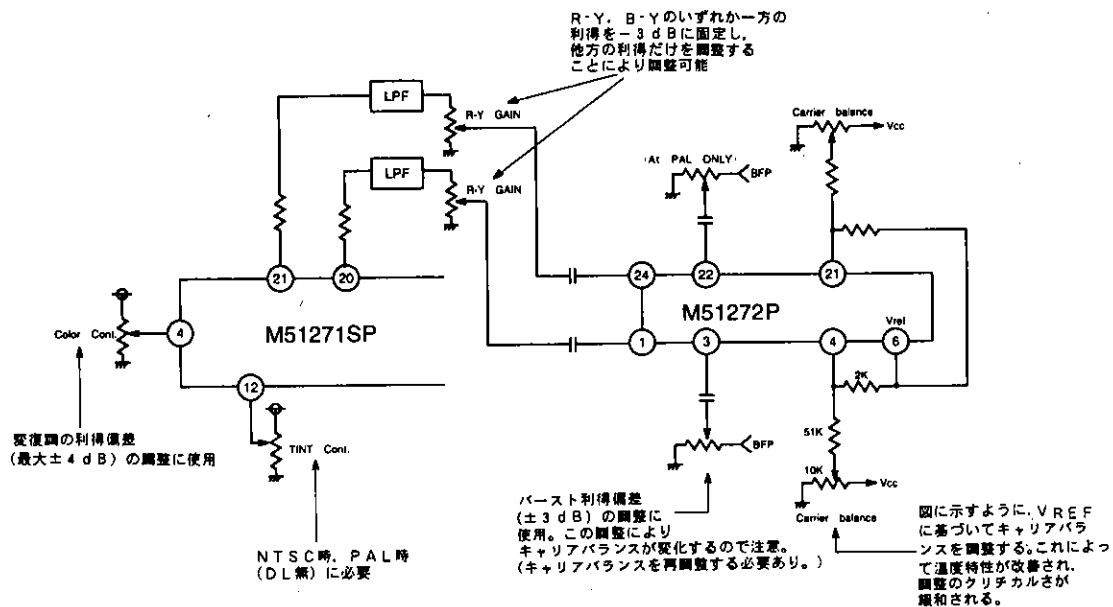 R-Y, B-Yのいずれか一方の
利得を－3dBに固定し,
他方の利得だけを調整する
ことにより調整可能
LPF
R-Y GAIN
LPF
R-Y GAIN
Carrier balance
Vcc
(At PAL ONLY)
BFP
21
20
24
22
21
Color Cont.
4
M51271SP
M51272P
Vref
1
3
4
6
12
2K
TINT Cont.
BFP
51K
10K
Vcc
Carrier balance
変復調の利得偏差
(最大±4dB)の調整に使用
NTSC時, PAL時
(DL無)に必要
バースト利得偏差
(±3dB)の調整に
使用。この調整により
キャリアバランスが変化するので注意。
(キャリアバランスを再調整する必要あり。)
図に示すように, VREF
に基づいてキャリアバラ
ンスを調整する。これによっ
て温度特性が改善され,
調整のクリチカルさが
緩和される。